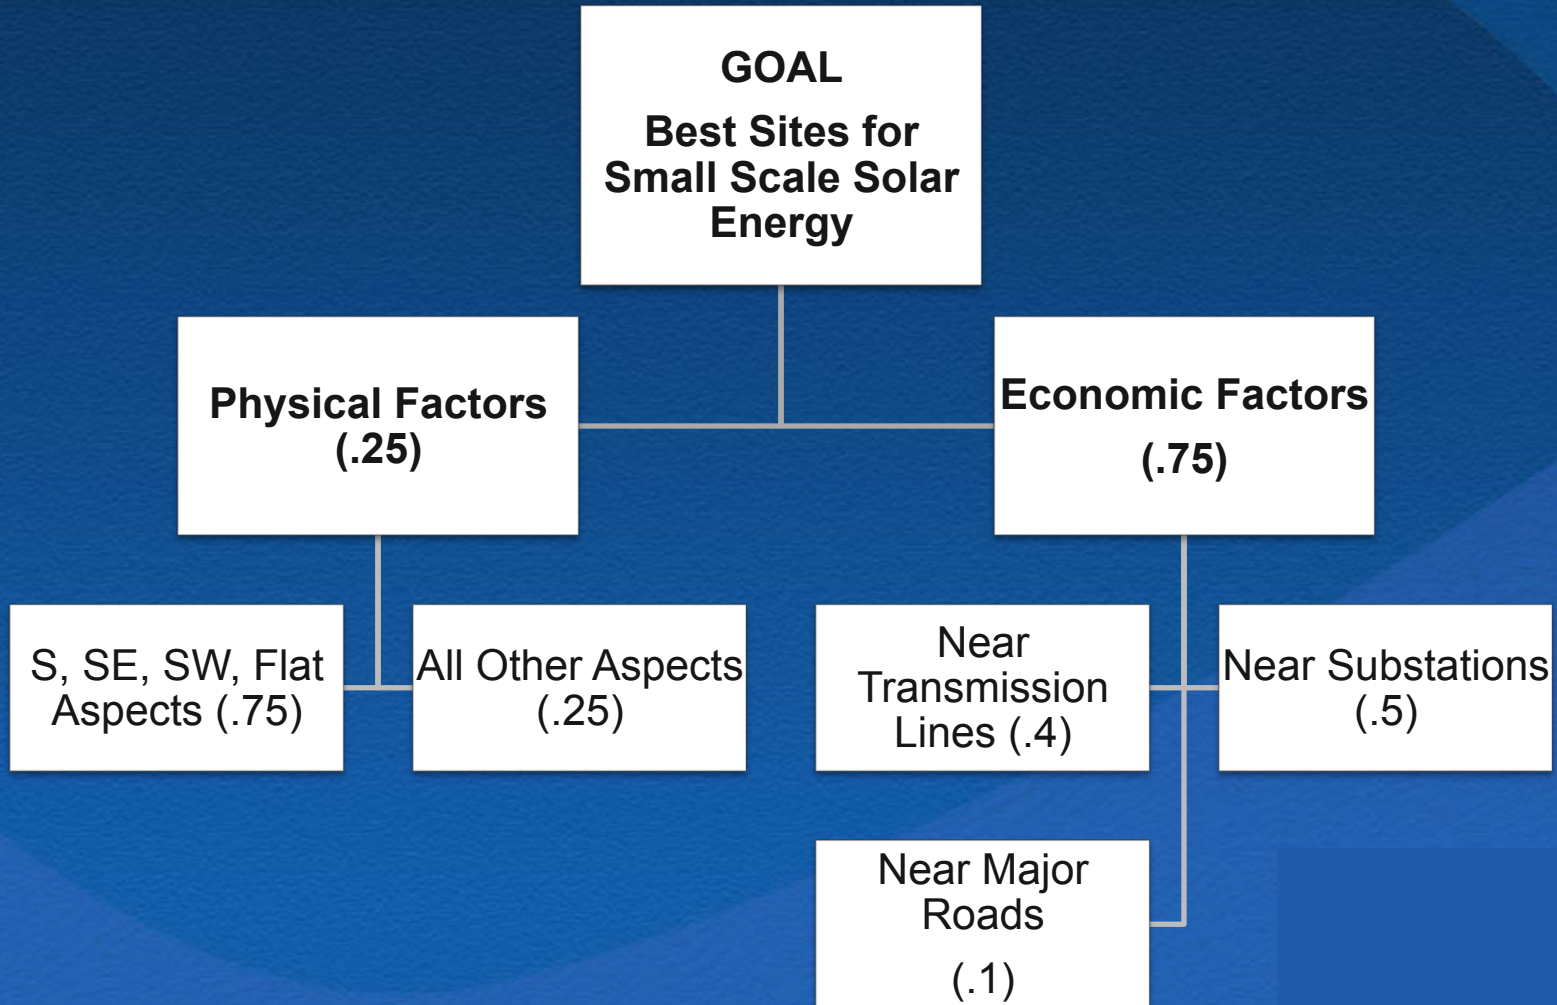 GOAL
Best Sites for
Small Scale Solar
Energy
Physical Factors
(.25)
Economic Factors
(.75)
S, SE, SW, Flat
Aspects (.75)
All Other Aspects
(.25)
Near
Transmission
Lines (.4)
Near Substations
(.5)
Near Major
Roads
(.1)